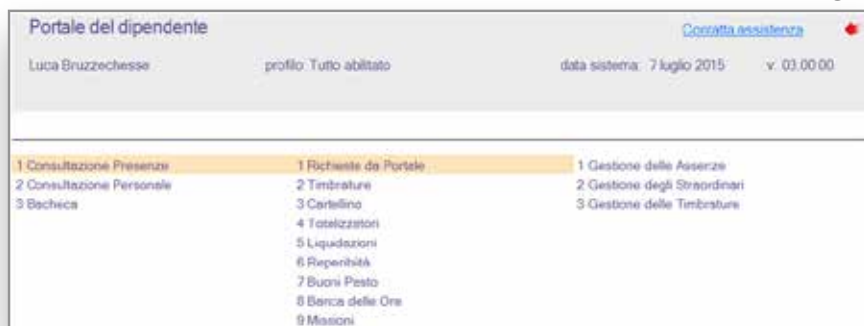 Portale del dipendente Contatta assistenza
Luca Bruzzechesse profilo: Tutto abilitato data sistema: 7 luglio 2015 v. 03.00.00
1 Consultazione Presenze 1 Richieste da Portale 1 Gestione delle Assenze
2 Consultazione Personale 2 Timbrature 2 Gestione degli Straordinari
3 Bacheca 3 Cartellino 3 Gestione delle Timbrature
4 Totalizzatori
5 Liquidazioni
6 Reperibilità
7 Buoni Pasto
8 Banca delle Ore
9 Missioni